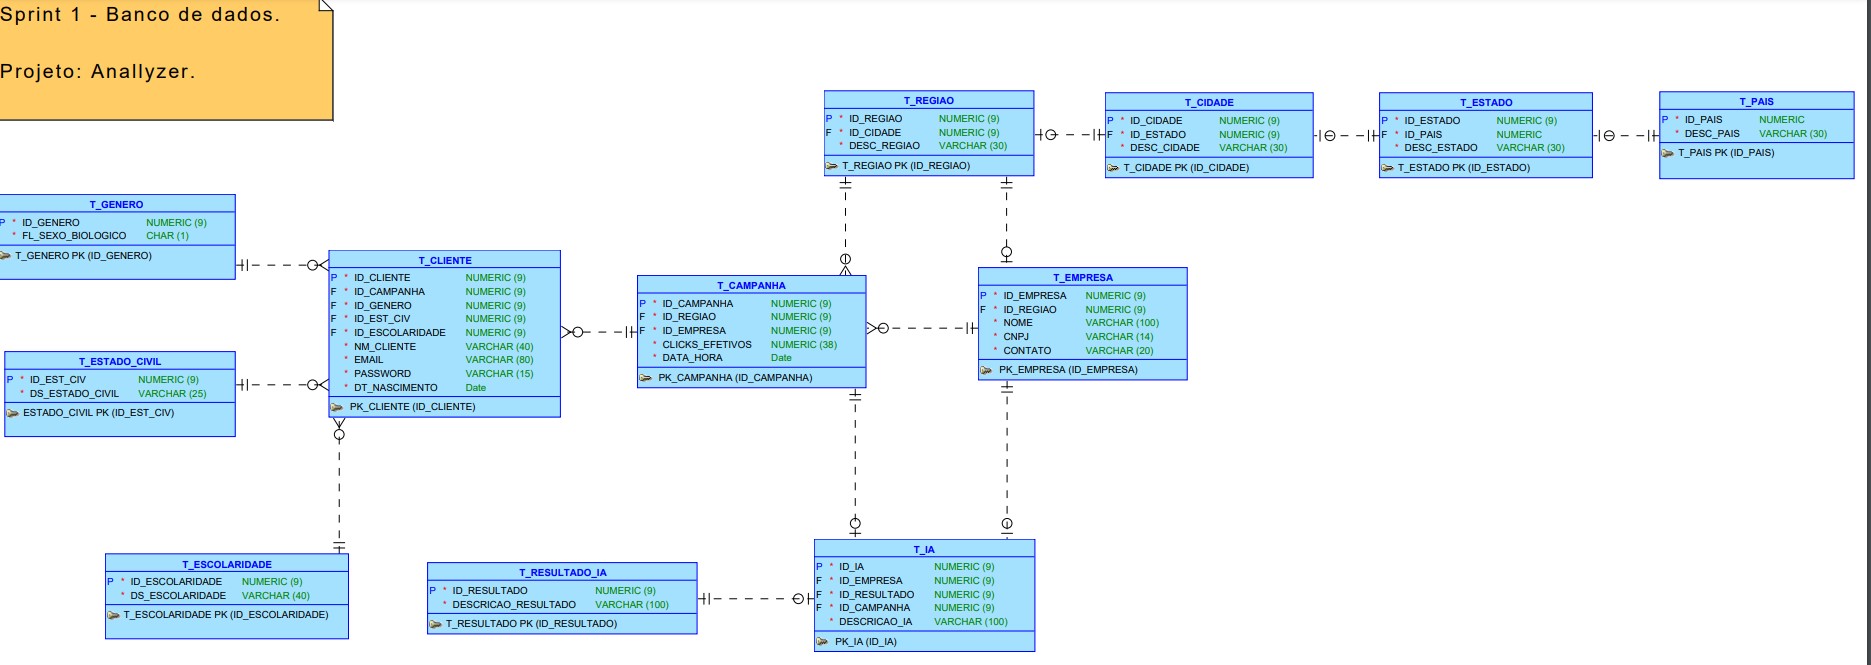 Sprint 1 - Banco de dados.
Projeto: Anallyzer.
T_REGIAO
P * ID_REGIAO NUMERIC (9)
F * ID_CIDADE NUMERIC (9)
* DESC_REGIAO VARCHAR (30)
T_REGIAO PK (ID_REGIAO)
T_CIDADE
P * ID_CIDADE NUMERIC (9)
F * ID_ESTADO NUMERIC (9)
* DESC_CIDADE VARCHAR (30)
T_CIDADE PK (ID_CIDADE)
T_ESTADO
P * ID_ESTADO NUMERIC (9)
F * ID_PAIS NUMERIC
* DESC_ESTADO VARCHAR (30)
T_ESTADO PK (ID_ESTADO)
T_PAIS
P * ID_PAIS NUMERIC
* DESC_PAIS VARCHAR (30)
T_PAIS PK (ID_PAIS)
T_GENERO
P * ID_GENERO NUMERIC (9)
* FL_SEXO_BIOLOGICO CHAR (1)
T_GENERO PK (ID_GENERO)
T_CLIENTE
P * ID_CLIENTE NUMERIC (9)
F * ID_CAMPANHA NUMERIC (9)
F * ID_GENERO NUMERIC (9)
F * ID_EST_CIV NUMERIC (9)
F * ID_ESCOLARIDADE NUMERIC (9)
* NM_CLIENTE VARCHAR (40)
* EMAIL VARCHAR (80)
* PASSWORD VARCHAR (15)
* DT_NASCIMENTO Date
PK_CLIENTE (ID_CLIENTE)
T_CAMPANHA
P * ID_CAMPANHA NUMERIC (9)
F * ID_REGIAO NUMERIC (9)
F * ID_EMPRESA NUMERIC (9)
* CLICKS_EFETIVOS NUMERIC (38)
* DATA_HORA Date
PK_CAMPANHA (ID_CAMPANHA)
T_EMPRESA
P * ID_EMPRESA NUMERIC (9)
F * ID_REGIAO NUMERIC (9)
* NOME VARCHAR (100)
* CNPJ VARCHAR (14)
* CONTATO VARCHAR (20)
PK_EMPRESA (ID_EMPRESA)
T_ESTADO_CIVIL
P * ID_EST_CIV NUMERIC (9)
* DS_ESTADO_CIVIL VARCHAR (25)
ESTADO_CIVIL PK (ID_EST_CIV)
T_ESCOLARIDADE
P * ID_ESCOLARIDADE NUMERIC (9)
* DS_ESCOLARIDADE VARCHAR (40)
T_ESCOLARIDADE PK (ID_ESCOLARIDADE)
T_RESULTADO_IA
P * ID_RESULTADO NUMERIC (9)
* DESCRICAO_RESULTADO VARCHAR (100)
T_RESULTADO PK (ID_RESULTADO)
T_IA
P * ID_IA NUMERIC (9)
F * ID_EMPRESA NUMERIC (9)
F * ID_RESULTADO NUMERIC (9)
F * ID_CAMPANHA NUMERIC (9)
* DESCRICAO_IA VARCHAR (100)
PK_IA (ID_IA)